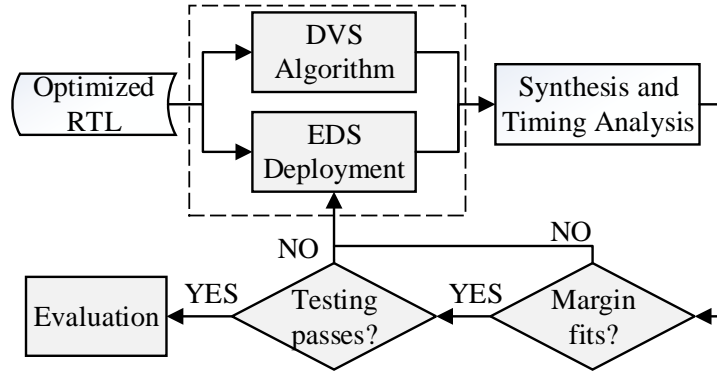 DVS
Algorithm
Optimized
RTL
EDS
Deployment
Synthesis and
Timing Analysis
NO
NO
Evaluation
YES
Testing
passes?
YES
Margin
fits?